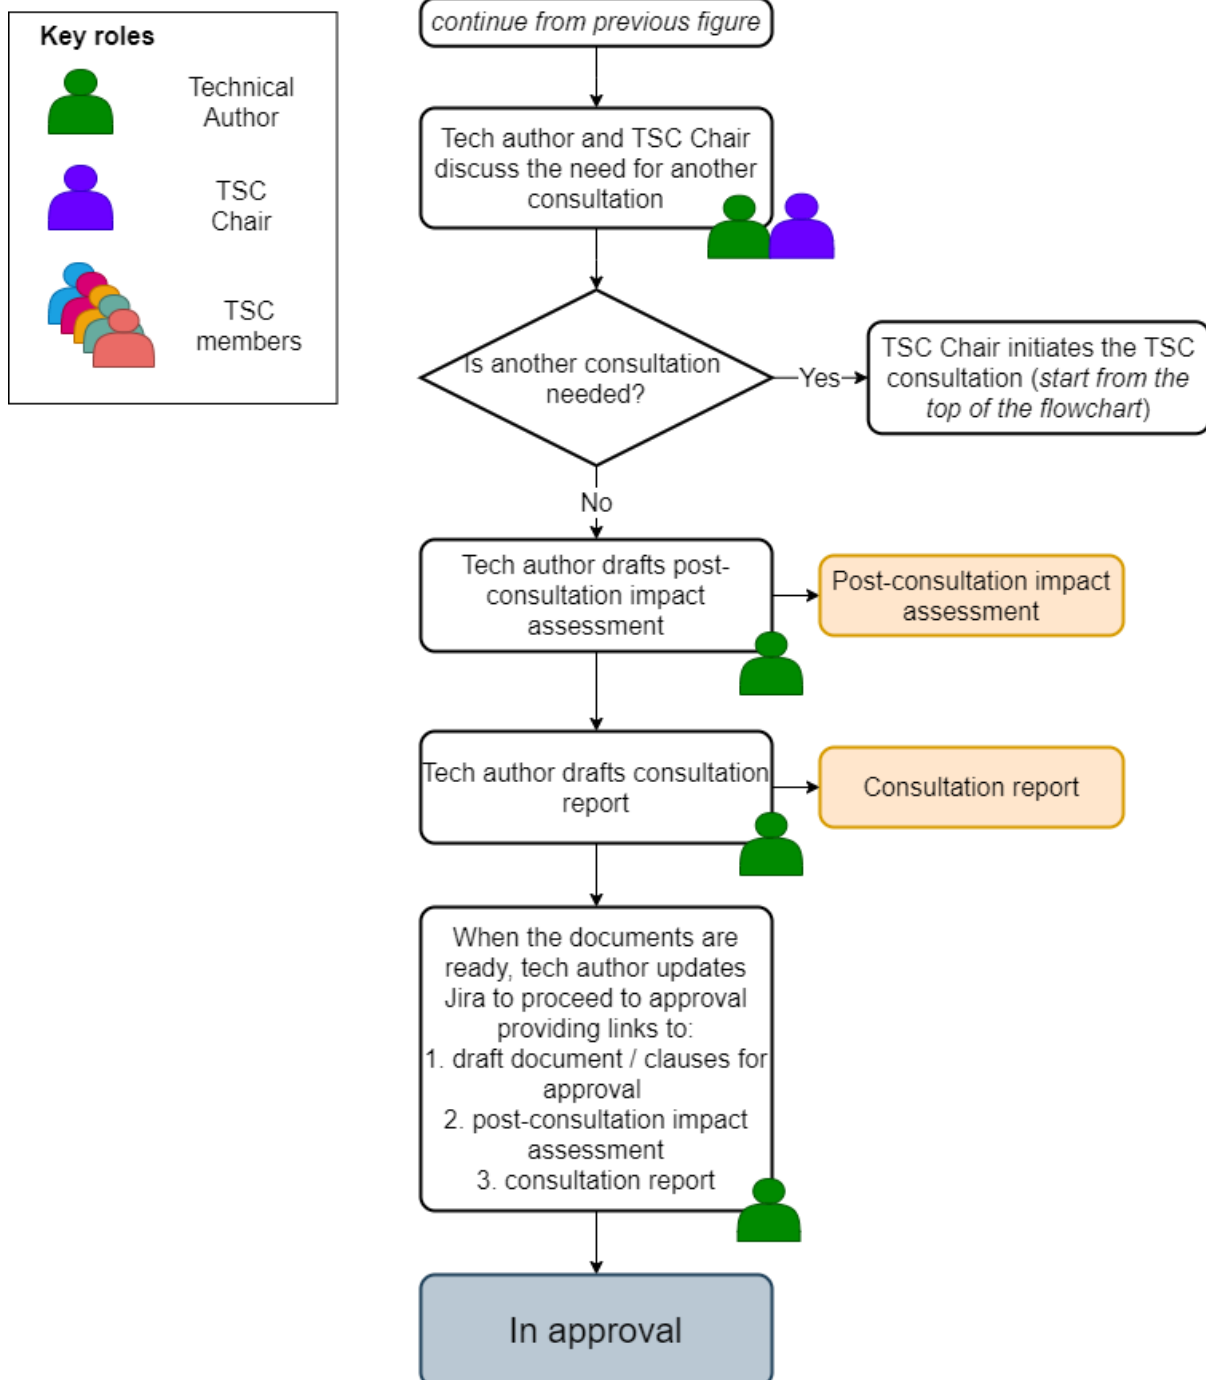 Key roles
Technical
Author
TSC
Chair
TSC
members
continue from previous figure
Tech author and TSC Chair
discuss the need for another
consultation
Is another consultation
needed?
Yes
TSC Chair initiates the TSC
consultation (start from the
top of the flowchart)
No
Tech author drafts post-
consultation impact
assessment
Post-consultation impact
assessment
Tech author drafts consultation
report
Consultation report
When the documents are
ready, tech author updates
Jira to proceed to approval
providing links to:
1. draft document / clauses for
approval
2. post-consultation impact
assessment
3. consultation report
In approval